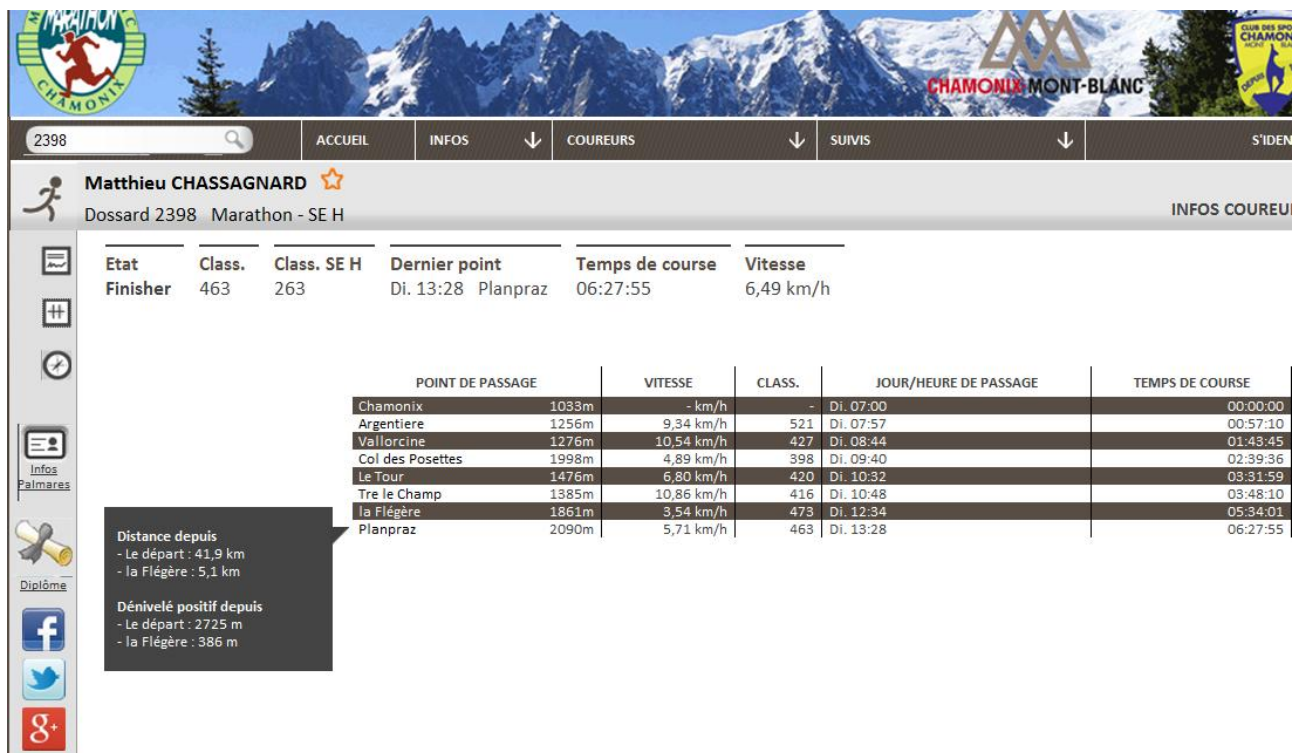 MARATHON
CHAMONIX
CHAMONIX-MONT-BLANC
CLUB DES SPO
CHAMON
MONT BLANC
DEPUIS
2398 ACCUEIL INFOS COUREURS SUIVIS S'IDEN
Matthieu CHASSAGNARD
Dossard 2398 Marathon - SE H
INFOS COUREU
Etat Class. Class. SE H Dernier point Temps de course Vitesse
Finisher 463 263 Di. 13:28 Planpraz 06:27:55 6,49 km/h
POINT DE PASSAGE VITESSE CLASS. JOUR/HEURE DE PASSAGE TEMPS DE COURSE
Chamonix 1033m - km/h - Di. 07:00 00:00:00
Argentiere 1256m 9,34 km/h 521 Di. 07:57 00:57:10
Vallorcine 1276m 10,54 km/h 427 Di. 08:44 01:43:45
Col des Posettes 1998m 4,89 km/h 398 Di. 09:40 02:39:36
Le Tour 1476m 6,80 km/h 420 Di. 10:32 03:31:59
Tre le Champ 1385m 10,86 km/h 416 Di. 10:48 03:48:10
la Flégère 1861m 3,54 km/h 473 Di. 12:34 05:34:01
Planpraz 2090m 5,71 km/h 463 Di. 13:28 06:27:55
Infos
Palmares
Diplôme
Distance depuis
- Le départ : 41,9 km
- la Flégère : 5,1 km
Dénivelé positif depuis
- Le départ : 2725 m
- la Flégère : 386 m
f
g+